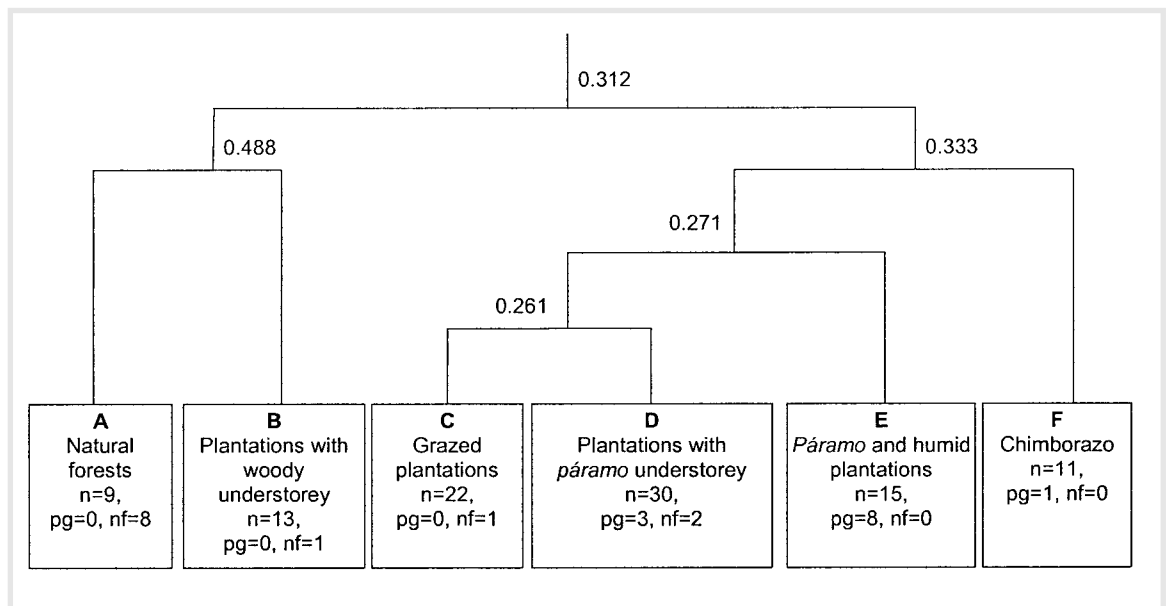 0.312
0.488
0.333
0.271
0.261
A
Natural
forests
n=9,
pg=0, nf=8
B
Plantations with
woody
understorey
n=13,
pg=0, nf=1
C
Grazed
plantations
n=22,
pg=0, nf=1
D
Plantations with
páramo understorey
n=30,
pg=3, nf=2
E
Páramo and humid
plantations
n=15,
pg=8, nf=0
F
Chimborazo
n=11,
pg=1, nf=0